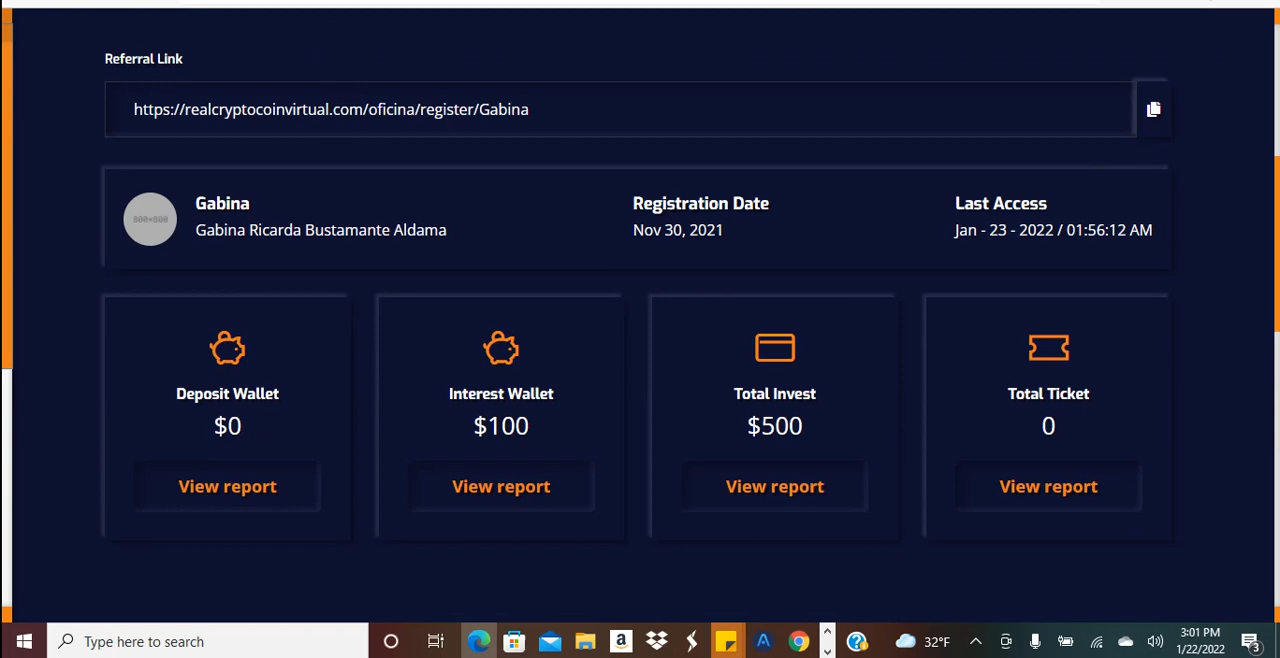 Referral Link
https://realcryptocoinvirtual.com/oficina/register/Gabina
Gabina
Gabina Ricarda Bustamante Aldama
Registration Date
Nov 30, 2021
Last Access
Jan - 23 - 2022 / 01:56:12 AM
800×800
Deposit Wallet
$0
View report
Interest Wallet
$100
View report
Total Invest
$500
View report
Total Ticket
0
View report
Type here to search
a
A
32°F
3:01 PM
1/22/2022
3